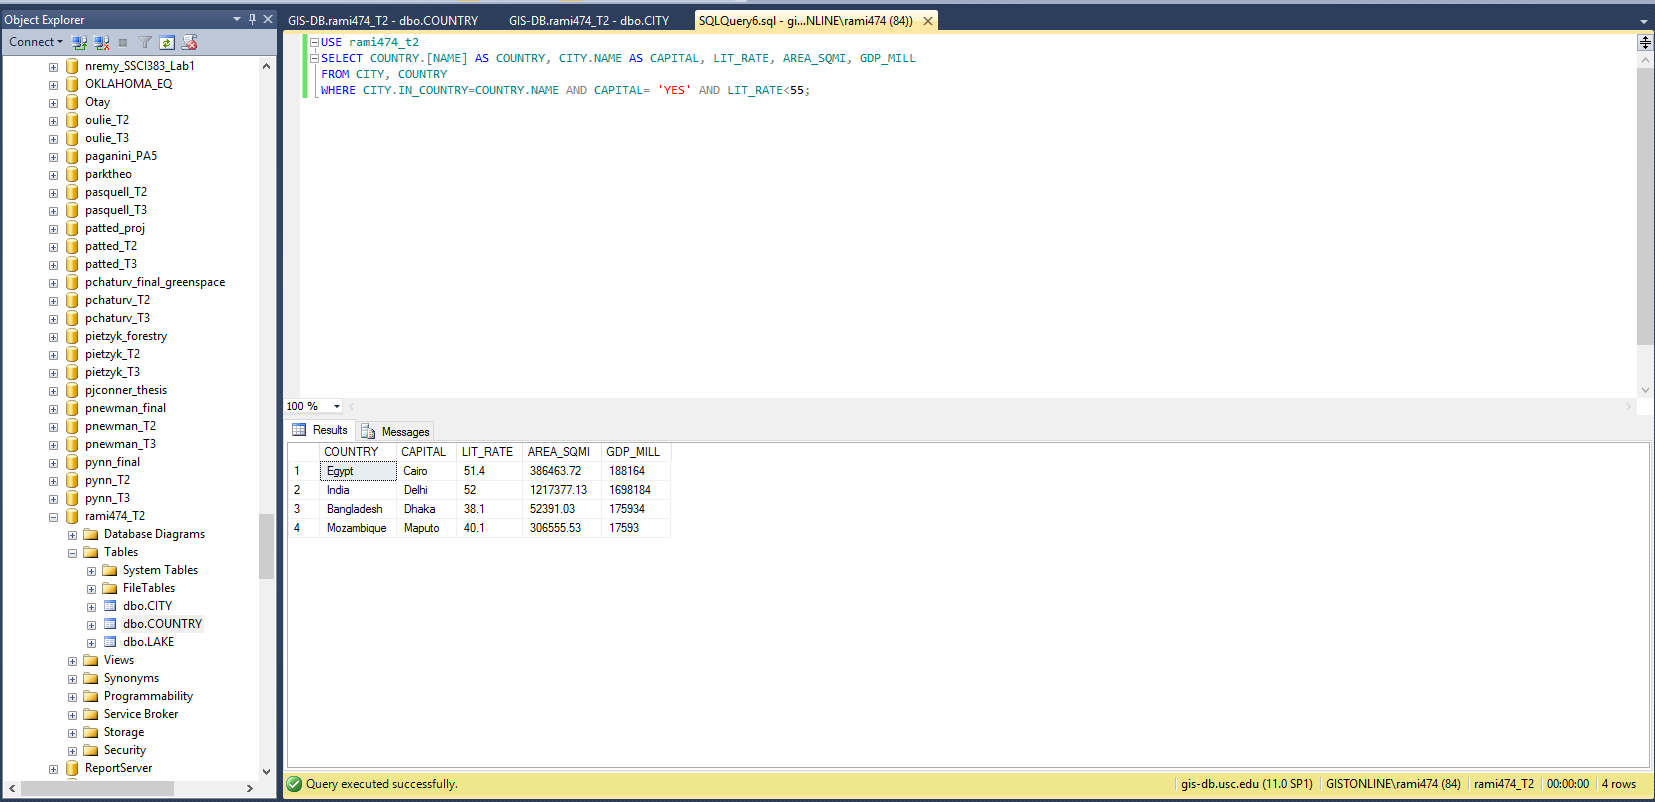 Object Explorer
Connect
nremy_SSCI383_Lab1
OKLAHOMA_EQ
Otay
oulie_T2
oulie_T3
paganini_PA5
parktheo
pasquell_T2
pasquell_T3
patted_proj
patted_T2
patted_T3
pchaturv_final_greenspace
pchaturv_T2
pchaturv_T3
pietzyk_forestry
pietzyk_T2
pietzyk_T3
pjconner_thesis
pnewman_final
pnewman_T2
pnewman_T3
pynn_final
pynn_T2
pynn_T3
rami474_T2
Database Diagrams
Tables
System Tables
FileTables
dbo.CITY
dbo.COUNTRY
dbo.LAKE
Views
Synonyms
Programmability
Service Broker
Storage
Security
ReportServer
GIS-DB.rami474_T2 - dbo.COUNTRY GIS-DB.rami474_T2 - dbo.CITY SQLQuery6.sql - gi...NLINE\rami474 (84))
USE rami474_t2
SELECT COUNTRY.[NAME] AS COUNTRY, CITY.NAME AS CAPITAL, LIT_RATE, AREA_SQMI, GDP_MILL
FROM CITY, COUNTRY
WHERE CITY.IN_COUNTRY=COUNTRY.NAME AND CAPITAL= 'YES' AND LIT_RATE<55;
100 %
Results Messages
COUNTRY CAPITAL LIT_RATE AREA_SQMI GDP_MILL
1 Egypt Cairo 51.4 386463.72 188164
2 India Delhi 52 1217377.13 1698184
3 Bangladesh Dhaka 38.1 52391.03 175934
4 Mozambique Maputo 40.1 306555.53 17593
Query executed successfully. gis-db.usc.edu (11.0 SP1) GISTONLINE\rami474 (84) rami474_T2 00:00:00 4 rows